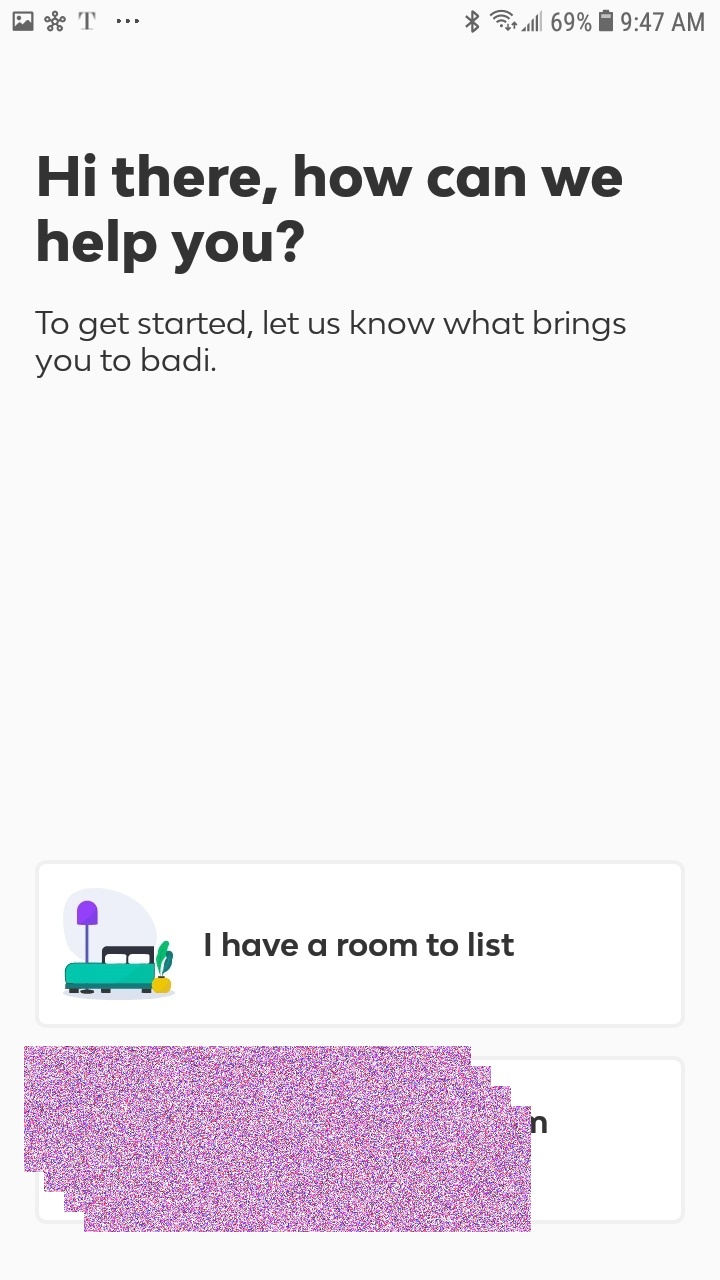 69% 9:47 AM
Hi there, how can we
help you?
To get started, let us know what brings
you to badi.
I have a room to list